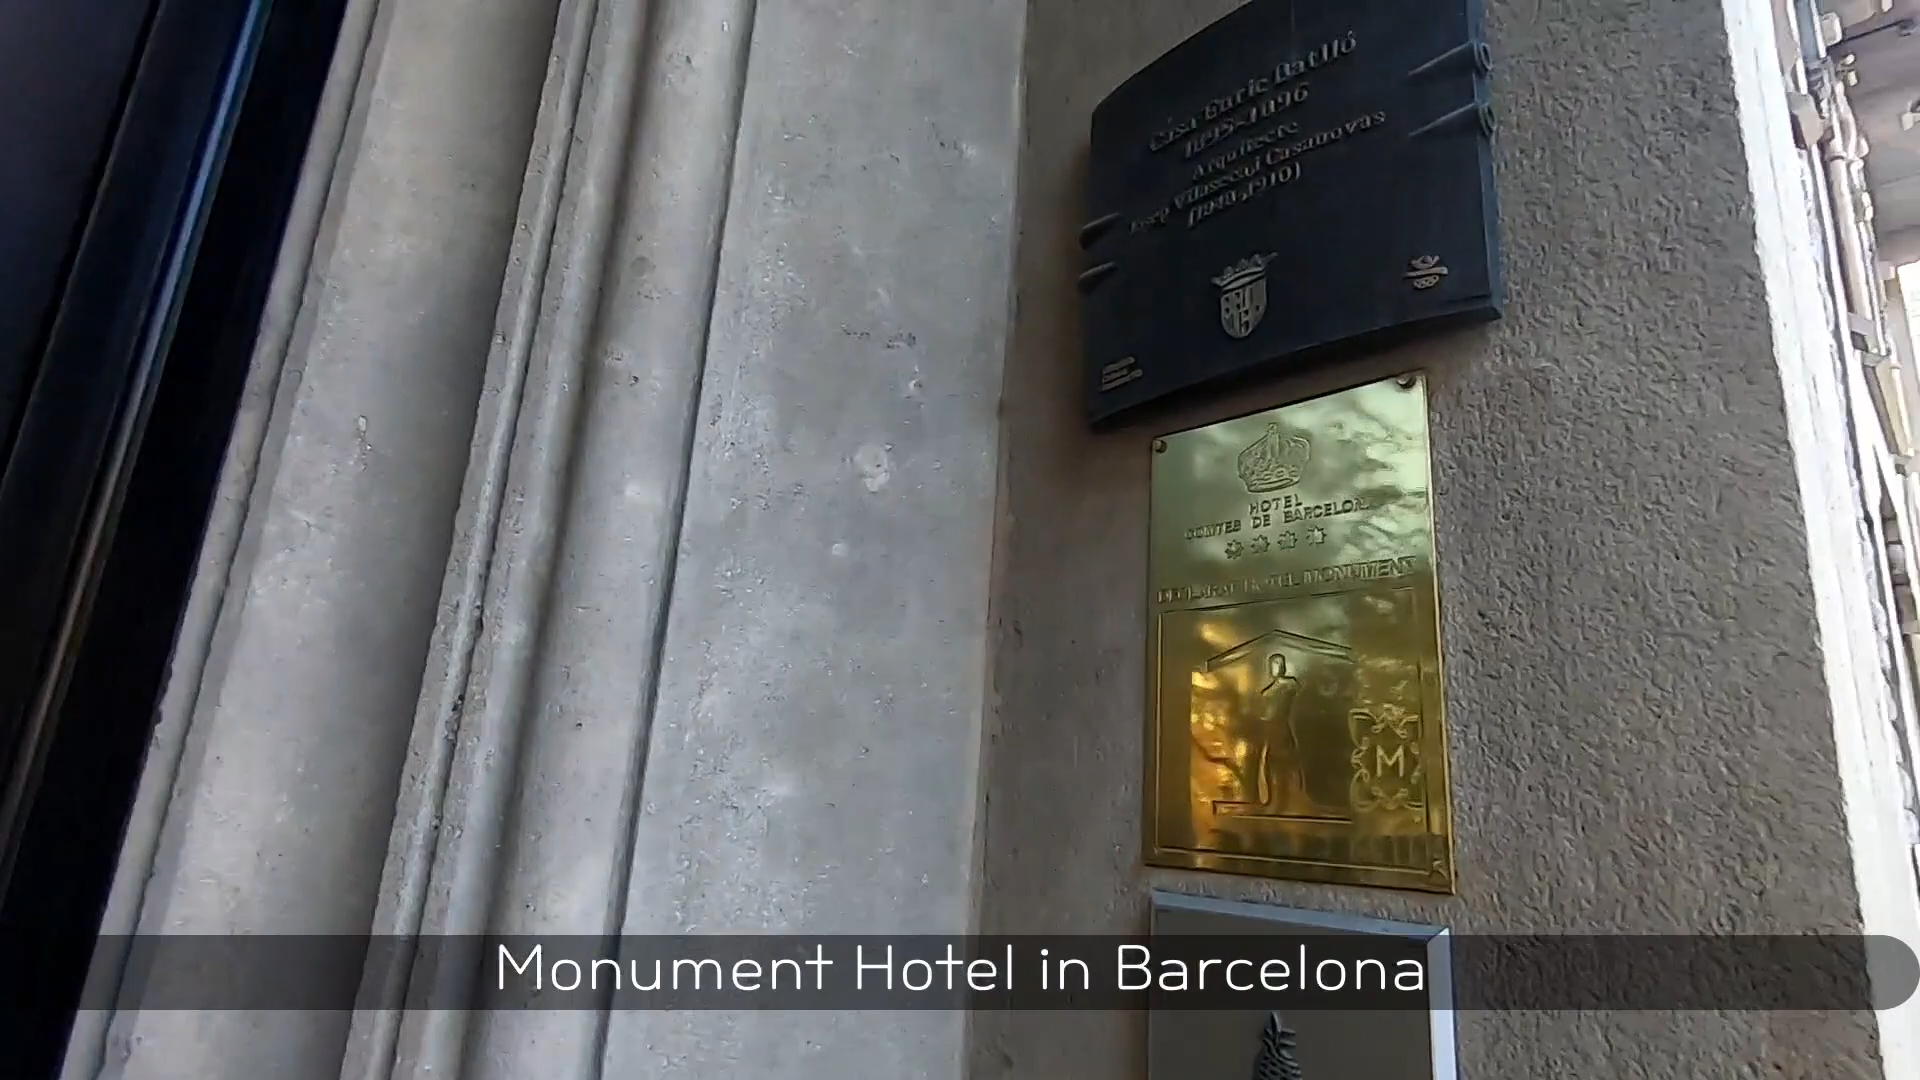 Casa Enric Batlló
1895-1896
Arquitecte
Josep Vilaseca i Casanovas
(1848-1910)
HOTEL
COMTES DE BARCELONA
DECLARAT HOTEL MONUMENT
M
Monument Hotel in Barcelona